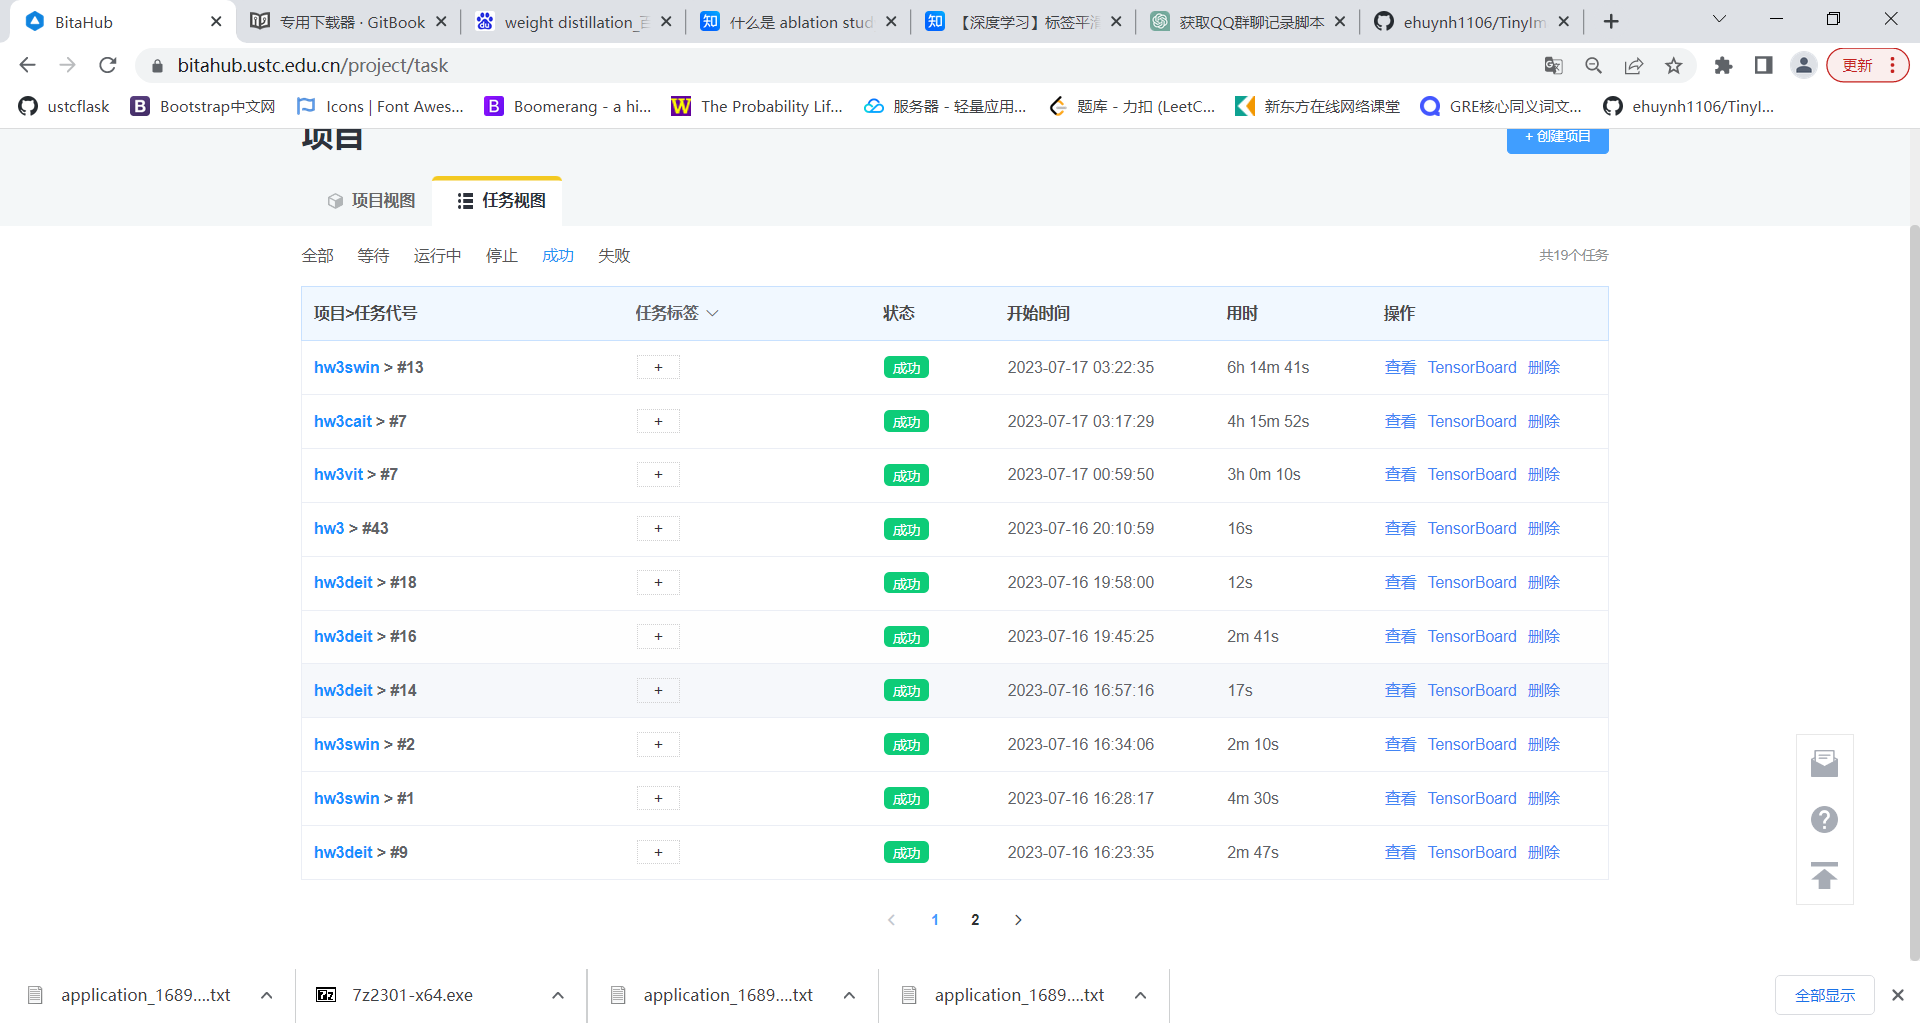 BitaHub
专用下载器 · GitBook
weight distillation_百
什么是 ablation stud
【深度学习】标签平滑
获取QQ群聊记录脚本
ehuynh1106/TinyIm
bitahub.ustc.edu.cn/project/task
更新
ustcflask
Bootstrap中文网
Icons | Font Awes...
Boomerang - a hi...
The Probability Lif...
服务器 - 轻量应用...
题库 - 力扣 (LeetC...
新东方在线网络课堂
GRE核心同义词文...
ehuynh1106/TinyI...
项目
+ 创建项目
项目视图
任务视图
全部 等待 运行中 停止 成功 失败
共19个任务
项目>任务代号 任务标签 状态 开始时间 用时 操作
hw3swin > #13 + 成功 2023-07-17 03:22:35 6h 14m 41s 查看 TensorBoard 删除
hw3cait > #7 + 成功 2023-07-17 03:17:29 4h 15m 52s 查看 TensorBoard 删除
hw3vit > #7 + 成功 2023-07-17 00:59:50 3h 0m 10s 查看 TensorBoard 删除
hw3 > #43 + 成功 2023-07-16 20:10:59 16s 查看 TensorBoard 删除
hw3deit > #18 + 成功 2023-07-16 19:58:00 12s 查看 TensorBoard 删除
hw3deit > #16 + 成功 2023-07-16 19:45:25 2m 41s 查看 TensorBoard 删除
hw3deit > #14 + 成功 2023-07-16 16:57:16 17s 查看 TensorBoard 删除
hw3swin > #2 + 成功 2023-07-16 16:34:06 2m 10s 查看 TensorBoard 删除
hw3swin > #1 + 成功 2023-07-16 16:28:17 4m 30s 查看 TensorBoard 删除
hw3deit > #9 + 成功 2023-07-16 16:23:35 2m 47s 查看 TensorBoard 删除
1 2
application_1689....txt
7z2301-x64.exe
application_1689....txt
application_1689....txt
全部显示